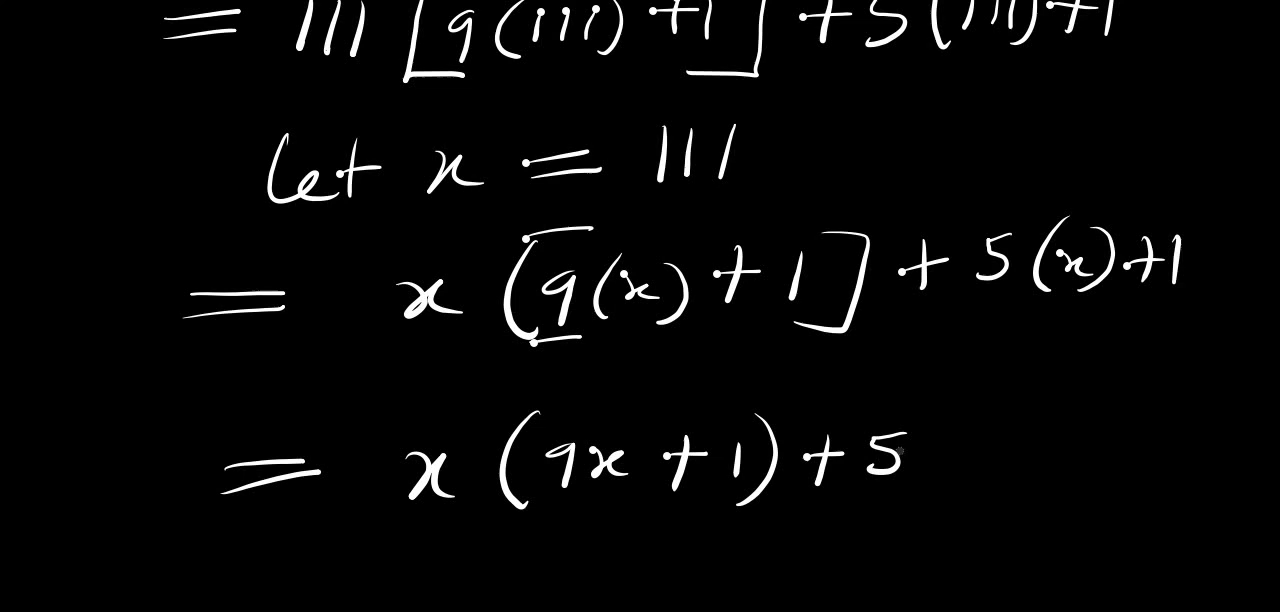 = 111 [9(111)+1] + 5(111)+1
let x = 111
= x [9(x)+1] + 5(x)+1
= x (9x+1)+5